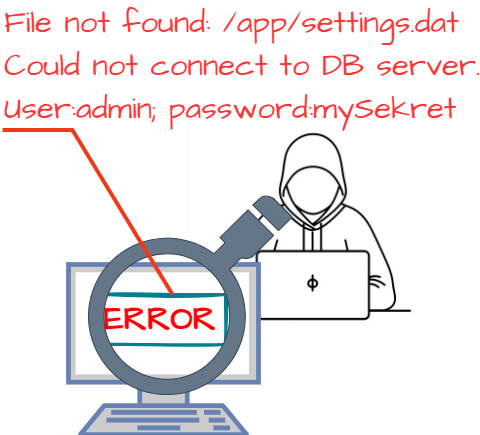 File not found: /app/settings.dat
Could not connect to DB server.
User:admin; password:mySekret
ERROR